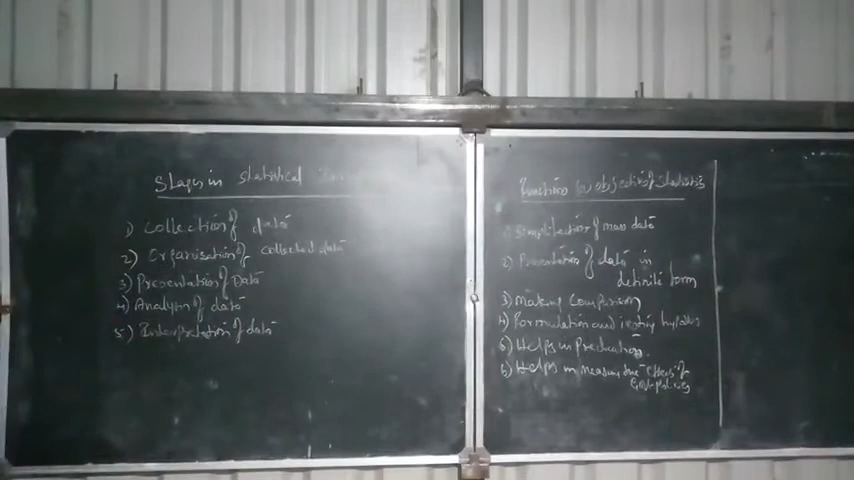 Stages in statistical
1) Collection of data
2) Organisation of collected data
3) Presentation of Data
4) Analysis of data
5) Interpretation of data
Functions (or) objectives of statistics
1) Simplification of mass data
2) Presentation of data in
definite form
3) Making Comparison
4) Formulation and testing
6) Helps in Prediction.
6) Helps in measuring the effects of
Govt policies